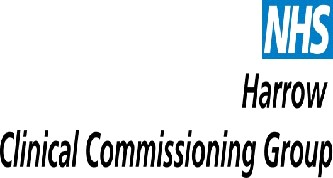 NHS
Harrow
Clinical Commissioning Group